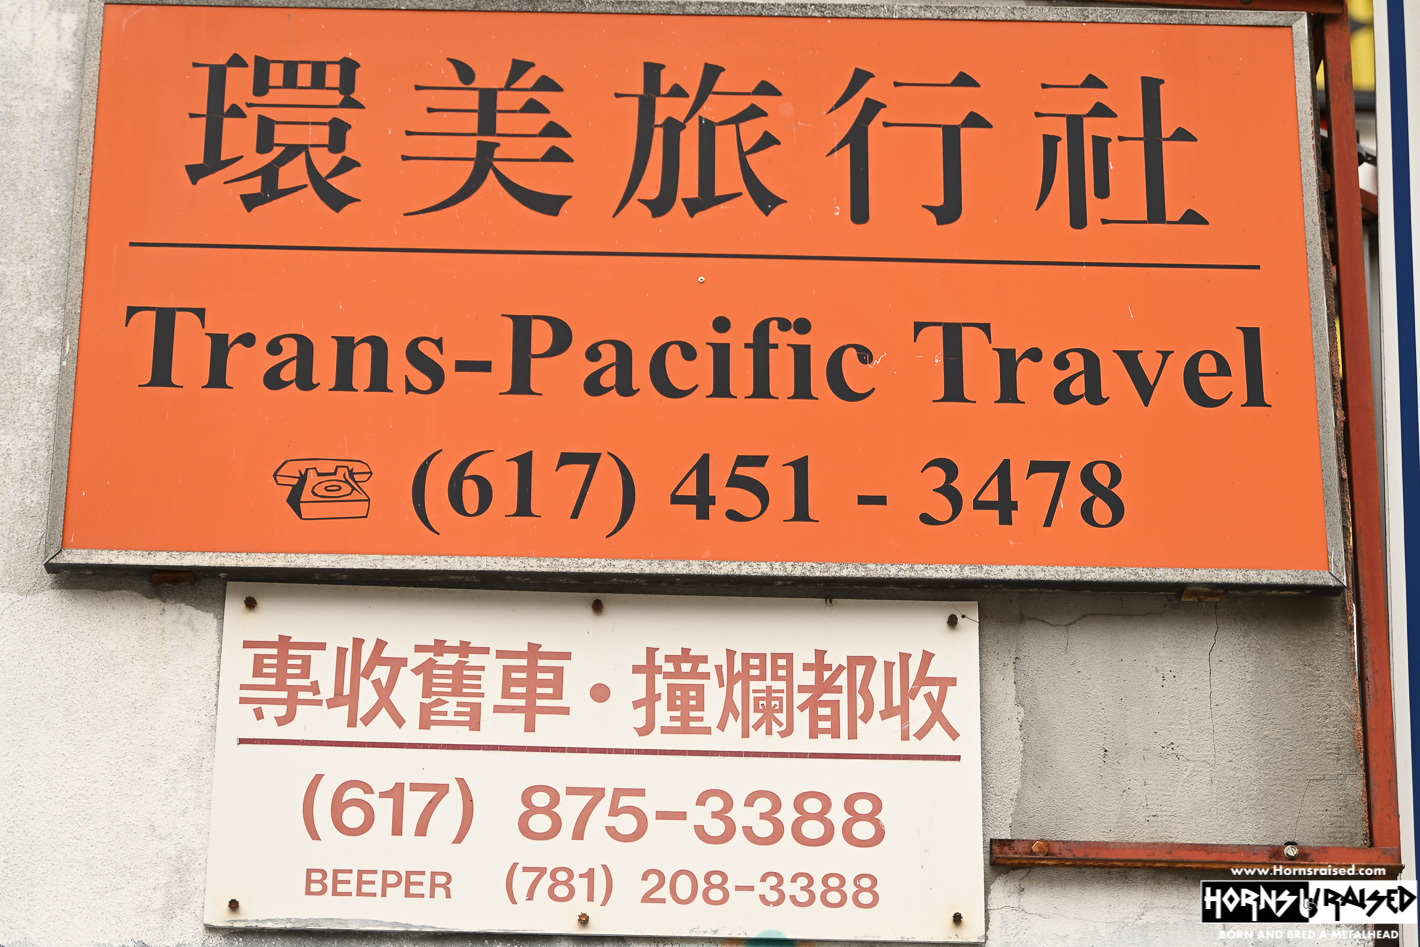 環美旅行社
Trans-Pacific Travel
(617) 451 - 3478
專收舊車·撞爛都收
(617) 875-3388
BEEPER (781) 208-3388
www.Hornsraised.com
HORNS UP RAISED
BORN AND BRED A METALHEAD